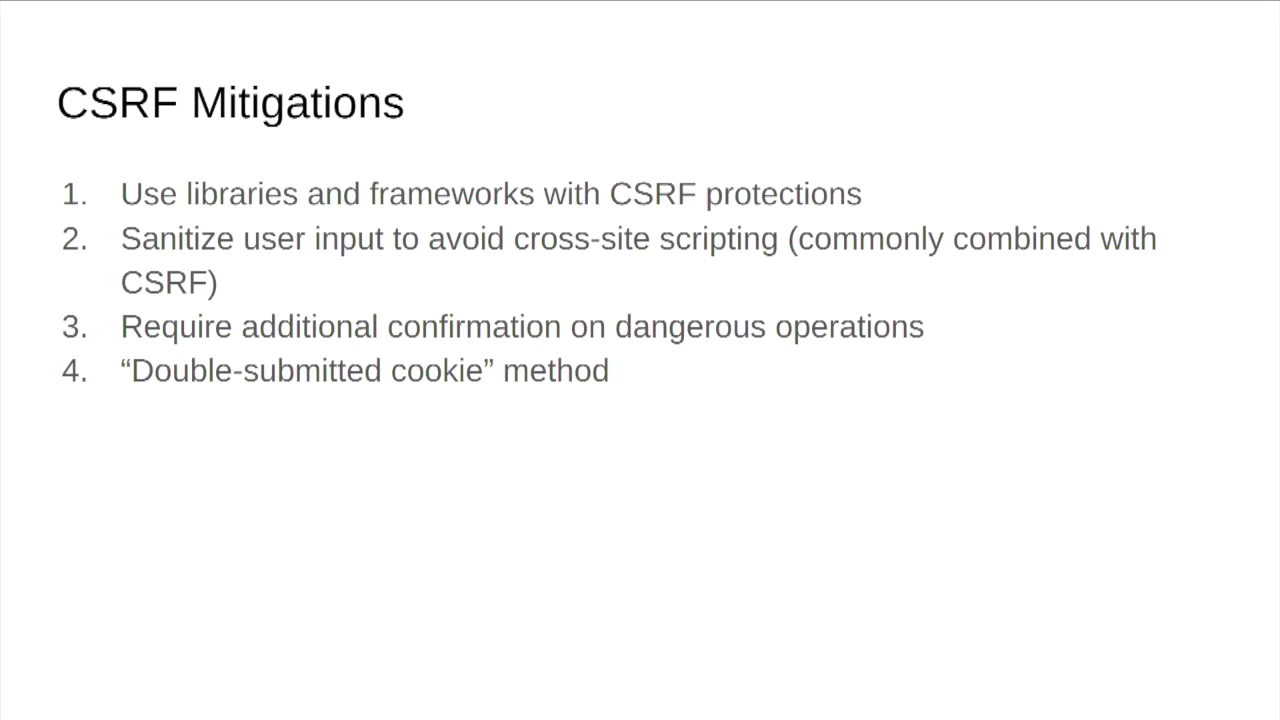 CSRF Mitigations
1. Use libraries and frameworks with CSRF protections
2. Sanitize user input to avoid cross-site scripting (commonly combined with
CSRF)
3. Require additional confirmation on dangerous operations
4. “Double-submitted cookie” method